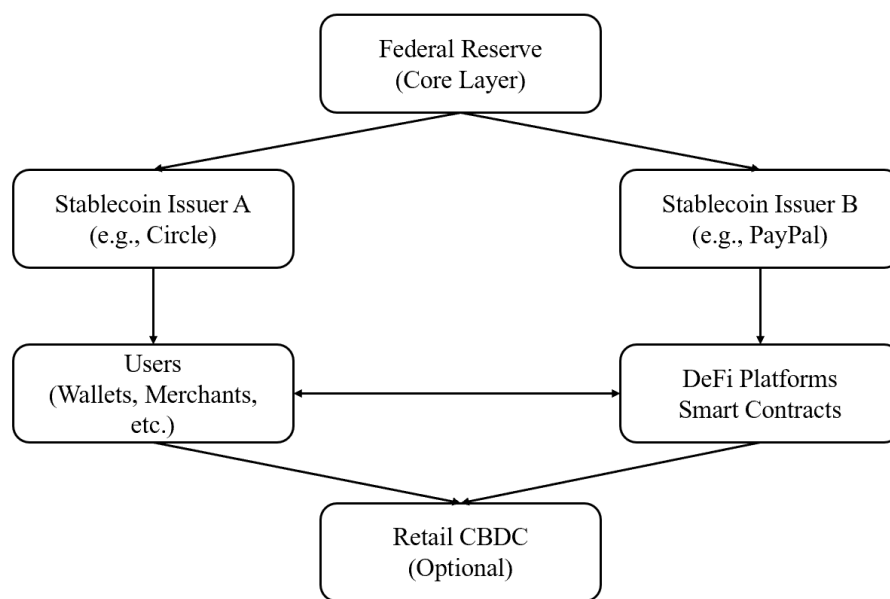 Federal Reserve
(Core Layer)
Stablecoin Issuer A
(e.g., Circle)
Stablecoin Issuer B
(e.g., PayPal)
Users
(Wallets, Merchants,
etc.)
DeFi Platforms
Smart Contracts
Retail CBDC
(Optional)